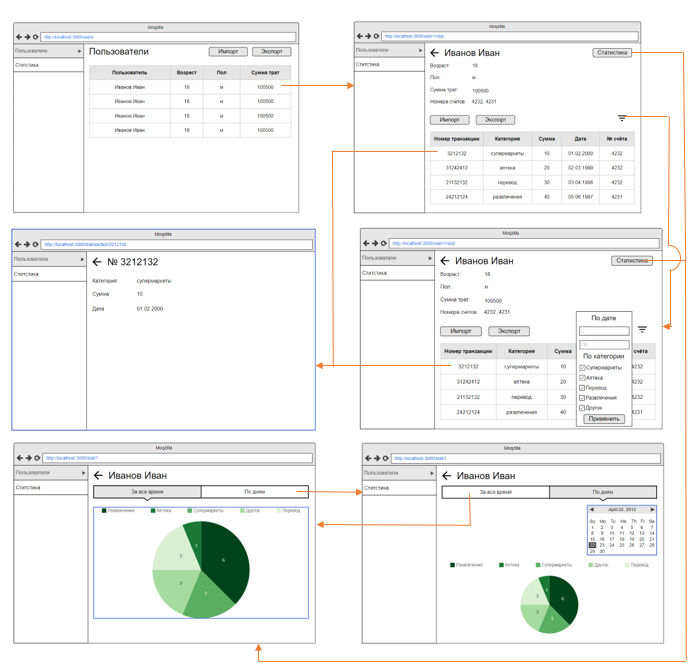 Mozilla
http://localhost:3000/users
Пользователи
Статстика
Пользователи
Импорт
Экспорт
Пользователь Возраст Пол Сумма трат
Иванов Иван 18 м 100500
Иванов Иван 18 м 100500
Иванов Иван 18 м 100500
Иванов Иван 18 м 100500
Mozilla
http://localhost:3000/user/1stat
Пользователи
Статстика
Иванов Иван
Статистика
Возраст: 18
Пол: м
Сумма трат: 100500
Номера счетов: 4232, 4231
Импорт
Экспорт
Номер транзакции Категория Сумма Дата № счёта
3212132 супермаркеты 10 01.02.2000 4232
31242412 аптека 20 02.03.1999 4232
21132132 перевод 30 03.04.1998 4232
24212124 развлечения 40 05.06.1997 4231
Mozilla
http://localhost:3000/transaction/3212132
Пользователи
Статстика
№ 3212132
Категория супермаркеты
Сумма 10
Дата 01.02.2000
Mozilla
http://localhost:3000/user/1stat
Пользователи
Статстика
Иванов Иван
Статистика
Возраст: 18
Пол: м
Сумма трат: 100500
Номера счетов: 4232, 4231
Импорт
Экспорт
По дате
С
По
По категории
Супермаркеты
Аптека
Перевод
Развлечения
Другое
Применить
Номер транзакции Категория Сумма счёта
3212132 супермаркеты 10 4232
31242412 аптека 20 4232
21132132 перевод 30 4232
24212124 развлечения 40 4231
Mozilla
http://localhost:3000/stat/1
Пользователи
Статстика
Иванов Иван
За все время
По дням
Развлечения Аптека Супермаркеты Другое Перевод
1
6
3
5
5
Mozilla
http://localhost:3000/stat/1
Пользователи
Статстика
Иванов Иван
За все время
По дням
April 22, 2012
Su Mo Tu We Th Fr Sa
1 2 3 4 5 6 7
8 9 10 11 12 13 14
15 16 17 18 19 20 21
22 23 24 25 26 27 28
29 30
Развлечения Аптека Супермаркеты Другое Перевод
1
6
3
5
5